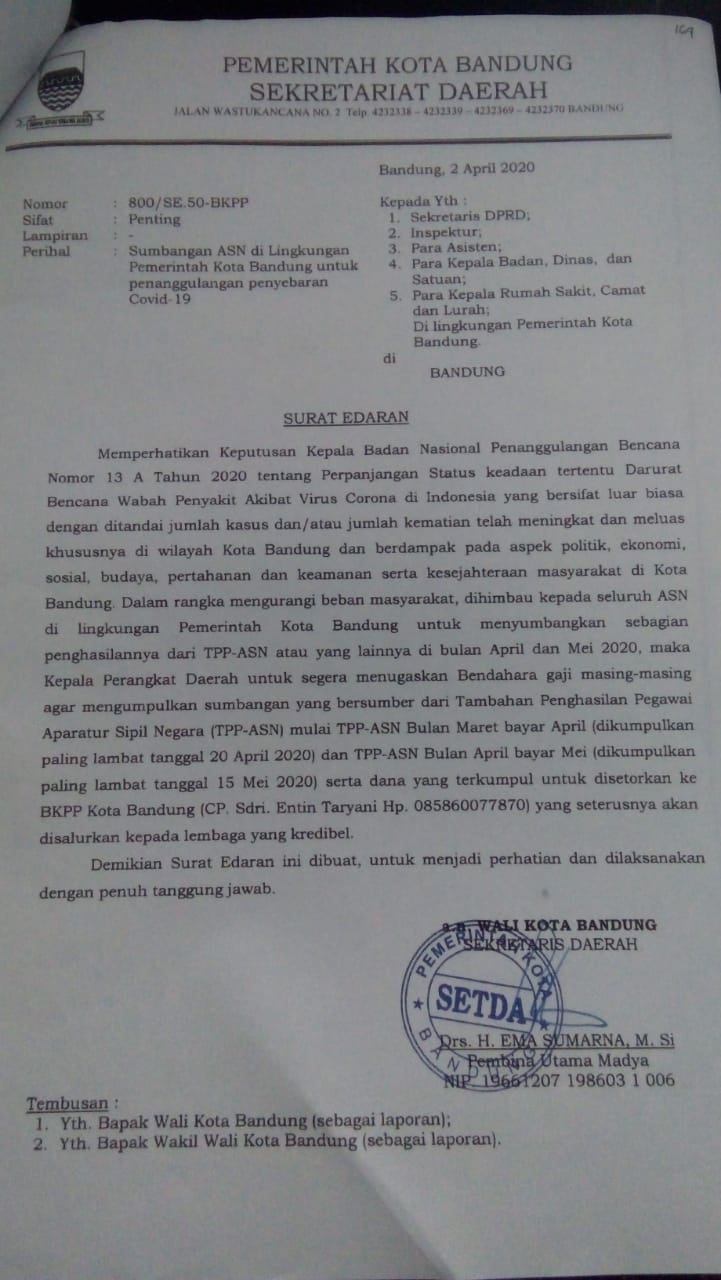 169
PEMERINTAH KOTA BANDUNG
SEKRETARIAT DAERAH
JALAN WASTUKANCANA NO. 2 Telp. 4232338 – 4232339 – 4232369 – 4232370 BANDUNG
Bandung, 2 April 2020
Nomor : 800/SE.50-BKPP
Sifat : Penting
Lampiran : -
Perihal : Sumbangan ASN di Lingkungan
Pemerintah Kota Bandung untuk
penanggulangan penyebaran
Covid-19
Kepada Yth :
1. Sekretaris DPRD;
2. Inspektur;
3. Para Asisten;
4. Para Kepala Badan, Dinas, dan
Satuan;
5. Para Kepala Rumah Sakit, Camat
dan Lurah;
Di lingkungan Pemerintah Kota
Bandung.
di
BANDUNG
SURAT EDARAN
Memperhatikan Keputusan Kepala Badan Nasional Penanggulangan Bencana
Nomor 13 A Tahun 2020 tentang Perpanjangan Status keadaan tertentu Darurat
Bencana Wabah Penyakit Akibat Virus Corona di Indonesia yang bersifat luar biasa
dengan ditandai jumlah kasus dan/atau jumlah kematian telah meningkat dan meluas
khususnya di wilayah Kota Bandung dan berdampak pada aspek politik, ekonomi,
sosial, budaya, pertahanan dan keamanan serta kesejahteraan masyarakat di Kota
Bandung. Dalam rangka mengurangi beban masyarakat, dihimbau kepada seluruh ASN
di lingkungan Pemerintah Kota Bandung untuk menyumbangkan sebagian
penghasilannya dari TPP-ASN atau yang lainnya di bulan April dan Mei 2020, maka
Kepala Perangkat Daerah untuk segera menugaskan Bendahara gaji masing-masing
agar mengumpulkan sumbangan yang bersumber dari Tambahan Penghasilan Pegawai
Aparatur Sipil Negara (TPP-ASN) mulai TPP-ASN Bulan Maret bayar April (dikumpulkan
paling lambat tanggal 20 April 2020) dan TPP-ASN Bulan April bayar Mei (dikumpulkan
paling lambat tanggal 15 Mei 2020) serta dana yang terkumpul untuk disetorkan ke
BKPP Kota Bandung (CP. Sdri. Entin Taryani Hp. 085860077870) yang seterusnya akan
disalurkan kepada lembaga yang kredibel.
Demikian Surat Edaran ini dibuat, untuk menjadi perhatian dan dilaksanakan
dengan penuh tanggung jawab.
a.n. WALI KOTA BANDUNG
SEKRETARIS DAERAH
PEMERINTAH KOTA
SETDA
BANDUNG
Drs. H. EMA SUMARNA, M. Si
Pembina Utama Madya
NIP. 19661207 198603 1 006
Tembusan :
1. Yth. Bapak Wali Kota Bandung (sebagai laporan);
2. Yth. Bapak Wakil Wali Kota Bandung (sebagai laporan).